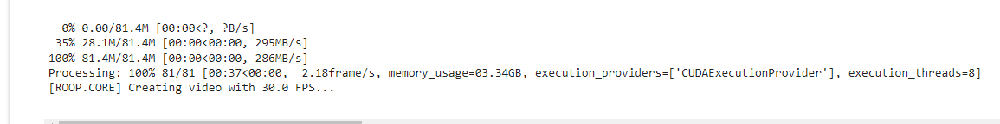 0% 0.00/81.4M [00:00<?, ?B/s]
35% 28.1M/81.4M [00:00<00:00, 295MB/s]
100% 81.4M/81.4M [00:00<00:00, 286MB/s]
Processing: 100% 81/81 [00:37<00:00,  2.18frame/s, memory_usage=03.34GB, execution_providers=['CUDAExecutionProvider'], execution_threads=8]
[ROOP.CORE] Creating video with 30.0 FPS...